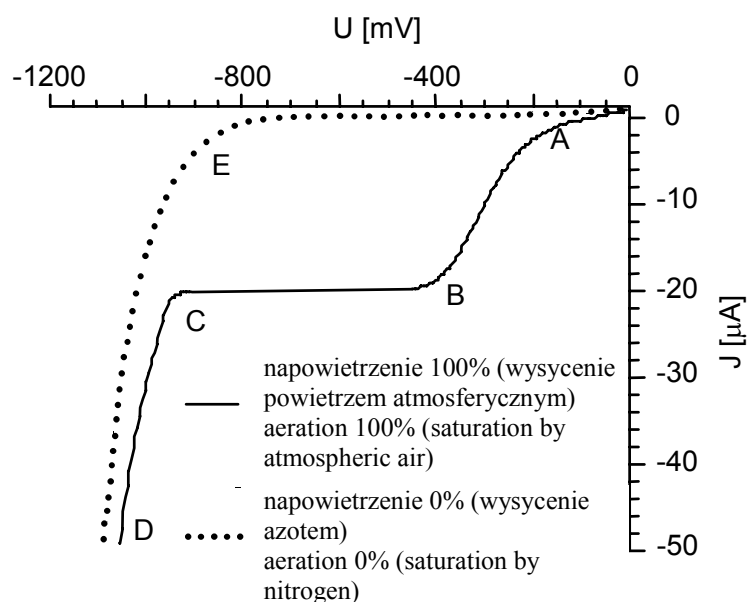 U [mV]
-1200 -800 -400 0
0
A
E
-10
B
-20
C
J [μA]
napowietrzenie 100% (wysycenie
powietrzem atmosferycznym)
aeration 100% (saturation by
atmospheric air)
-30
-40
napowietrzenie 0% (wysycenie
azotem)
aeration 0% (saturation by
nitrogen)
D
-50